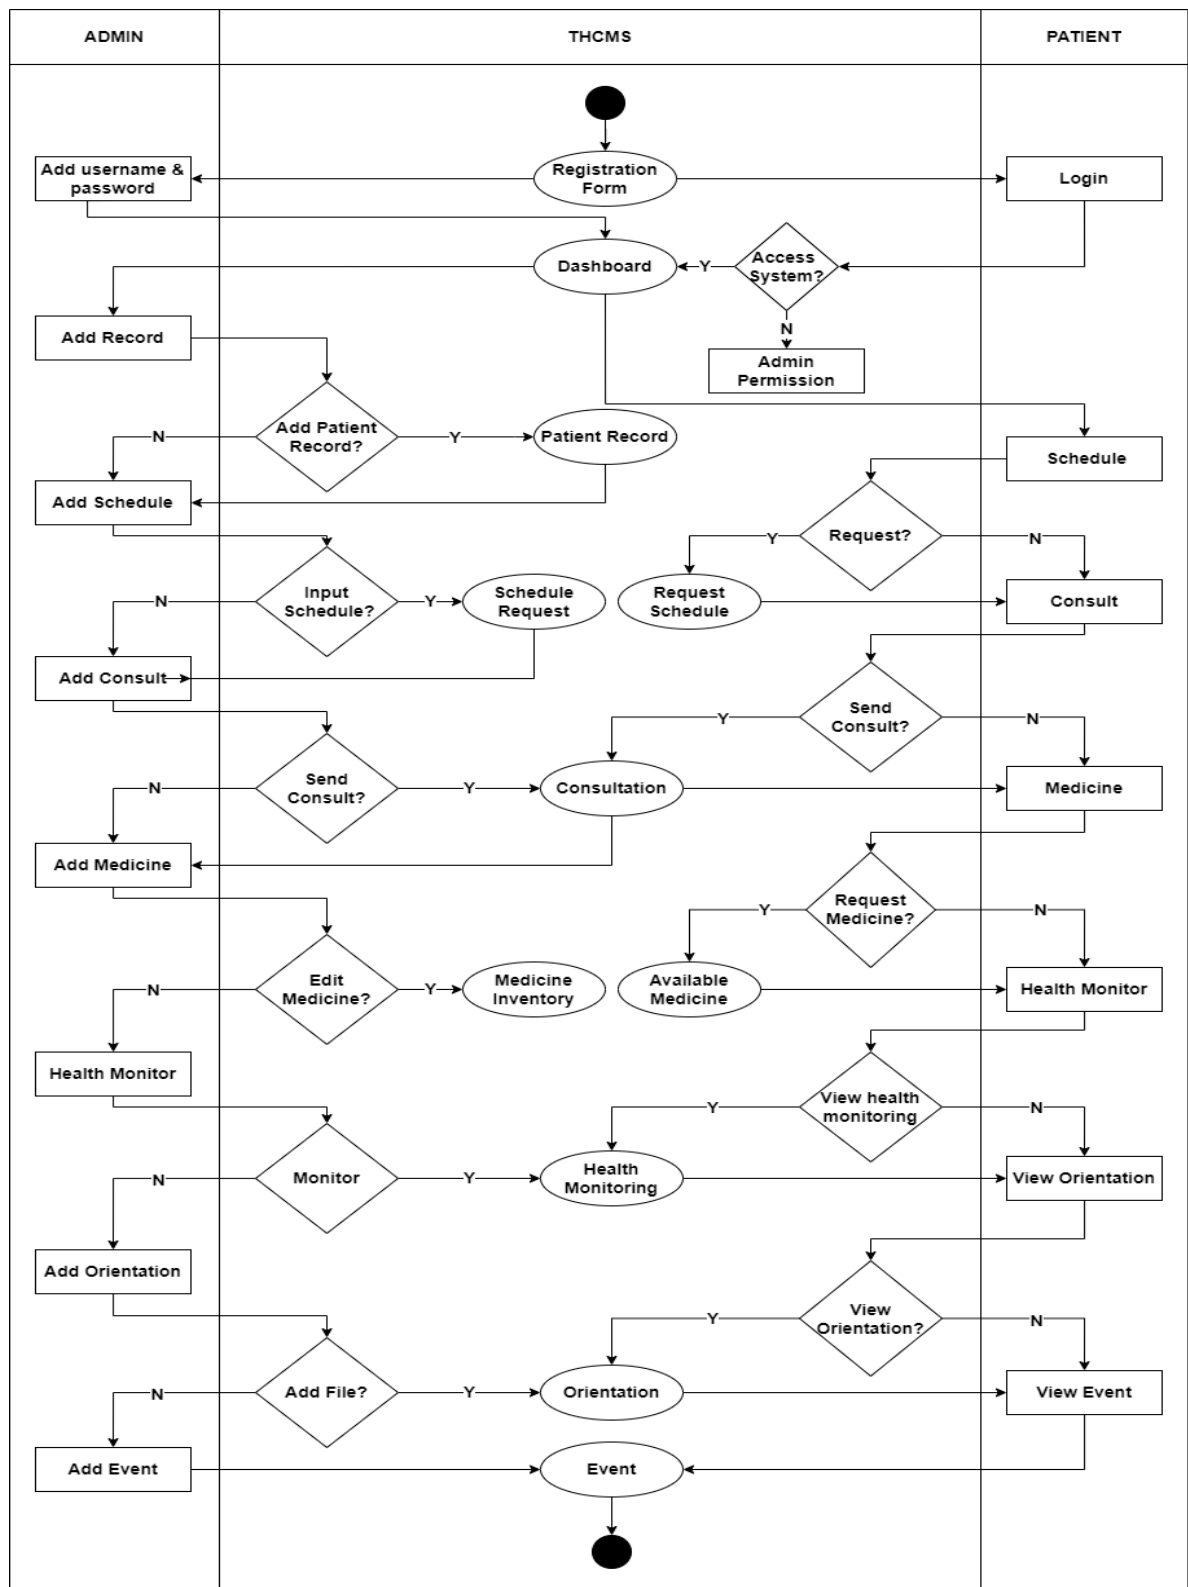 ADMIN
THCMS
PATIENT
Add username &
password
Registration
Form
Login
Dashboard
Y
Access
System?
N
Add Record
Admin
Permission
N
Add Patient
Record?
Y
Patient Record
Schedule
Add Schedule
Y
Request?
N
N
Input
Schedule?
Y
Schedule
Request
Request
Schedule
Consult
Add Consult
Y
Send
Consult?
N
N
Send
Consult?
Y
Consultation
Medicine
Add Medicine
Y
Request
Medicine?
N
N
Edit
Medicine?
Y
Medicine
Inventory
Available
Medicine
Health Monitor
Health Monitor
Y
View health
monitoring
N
N
Monitor
Y
Health
Monitoring
View Orientation
Add Orientation
Y
View
Orientation?
N
N
Add File?
Y
Orientation
View Event
Add Event
Event